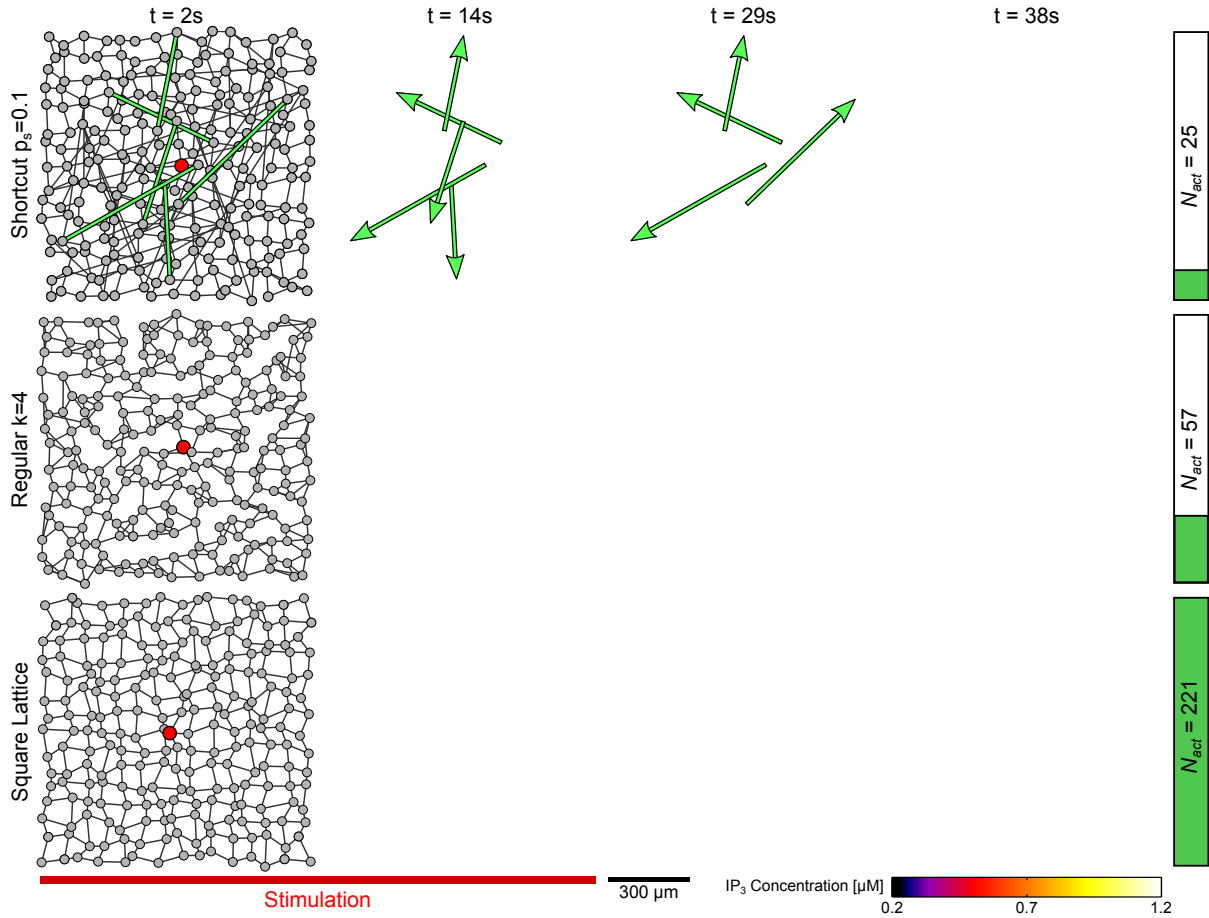 t = 2s
t = 14s
t = 29s
t = 38s
Shortcut pₛ=0.1
N_act = 25
Regular k=4
N_act = 57
Square Lattice
N_act = 221
Stimulation
300 µm
IP₃ Concentration [µM]
0.2
0.7
1.2